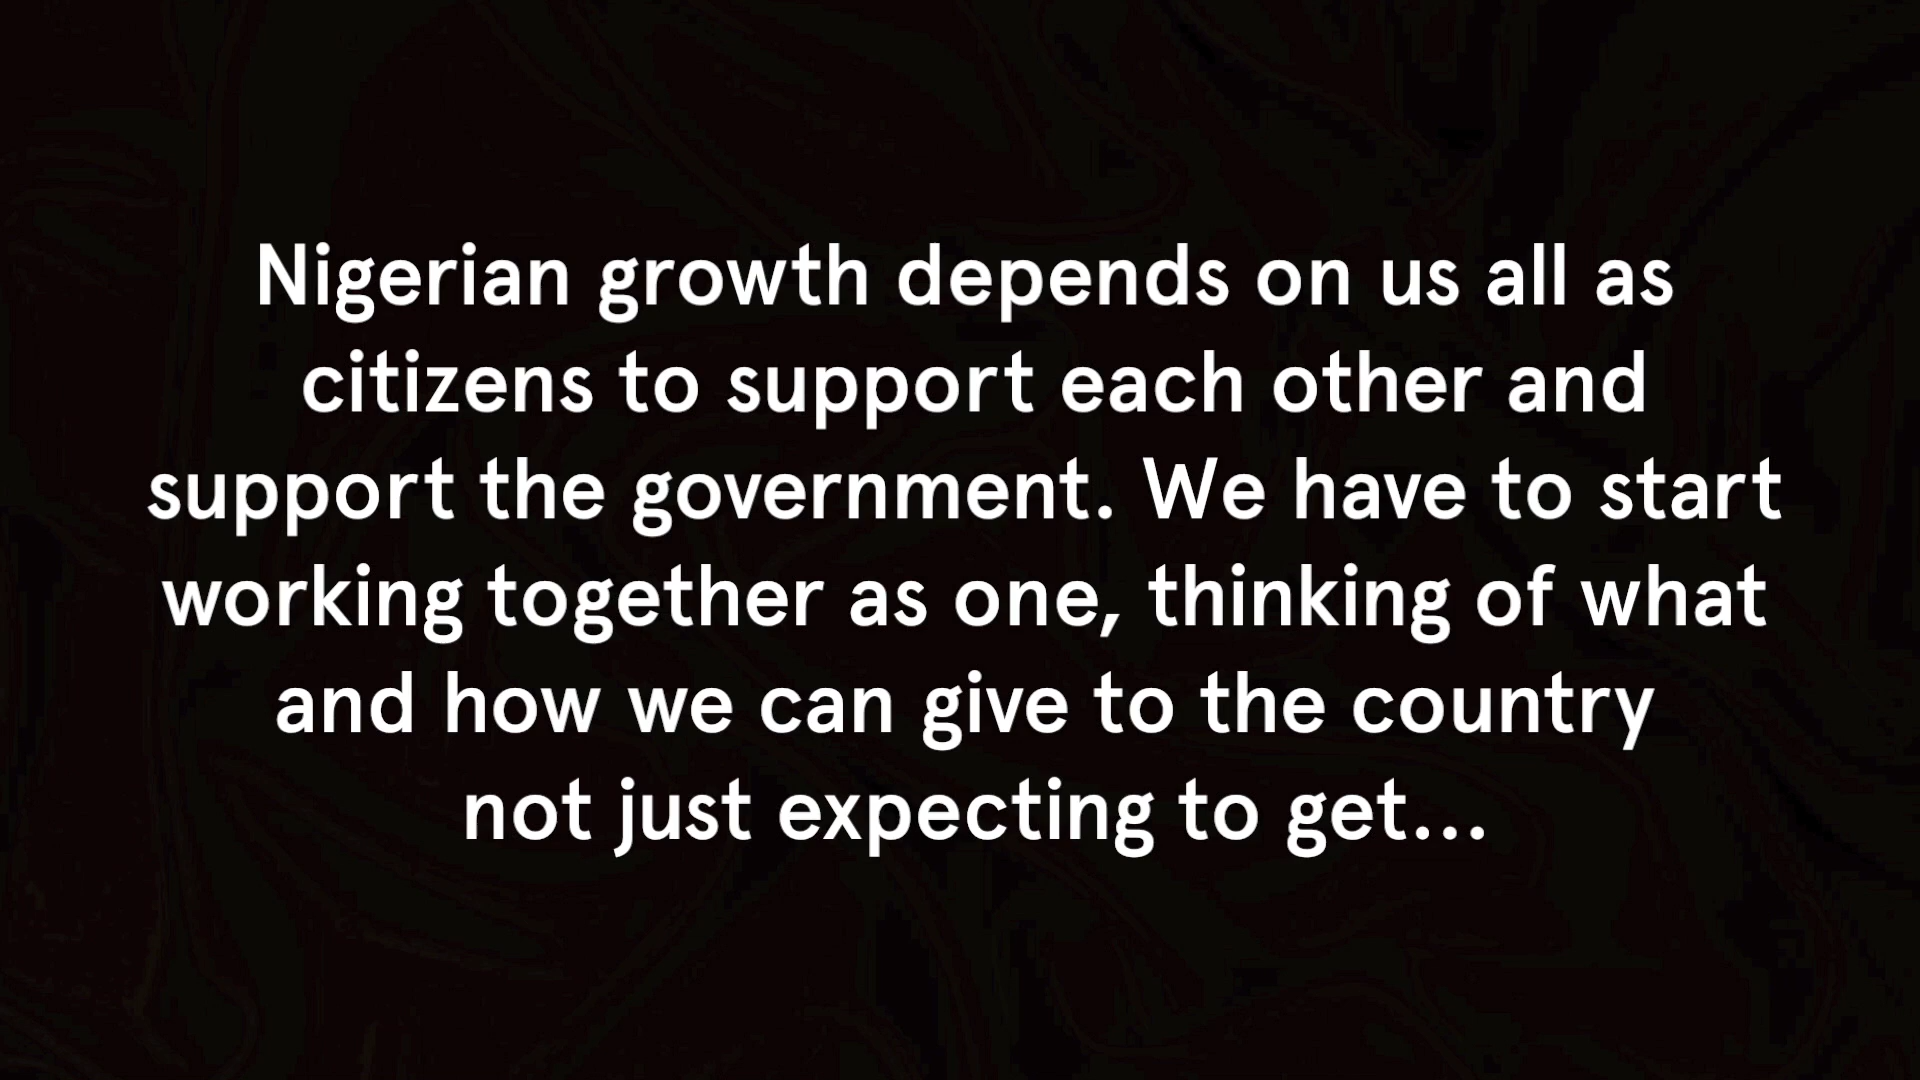 Nigerian growth depends on us all as
citizens to support each other and
support the government. We have to start
working together as one, thinking of what
and how we can give to the country
not just expecting to get...